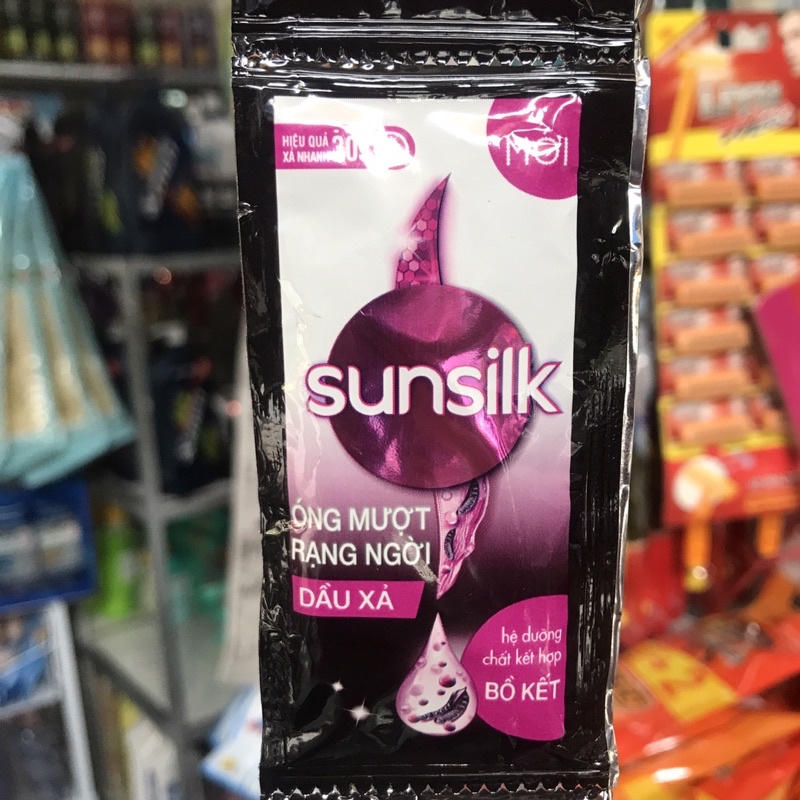 HIỆU QUẢ
XẢ NHANH 30S
MỚI
sunsilk
ÓNG MƯỢT
RẠNG NGỜI
DẦU XẢ
hệ dưỡng
chất kết hợp
BỒ KẾT